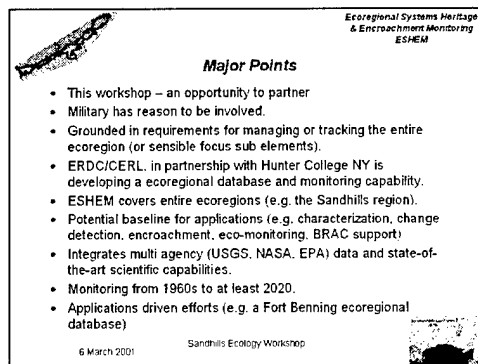 Ecoregional Systems Heritage
& Encroachment Monitoring
ESHEM
Major Points
• This workshop – an opportunity to partner
• Military has reason to be involved.
• Grounded in requirements for managing or tracking the entire
ecoregion (or sensible focus sub elements).
• ERDC/CERL, in partnership with Hunter College NY is
developing a ecoregional database and monitoring capability.
• ESHEM covers entire ecoregions (e.g. the Sandhills region).
• Potential baseline for applications (e.g. characterization, change
detection, encroachment, eco-monitoring, BRAC support)
• Integrates multi agency (USGS, NASA, EPA) data and state-of-
the-art scientific capabilities.
• Monitoring from 1960s to at least 2020.
• Applications driven efforts (e.g. a Fort Benning ecoregional
database)
6 March 2001
Sandhills Ecology Workshop